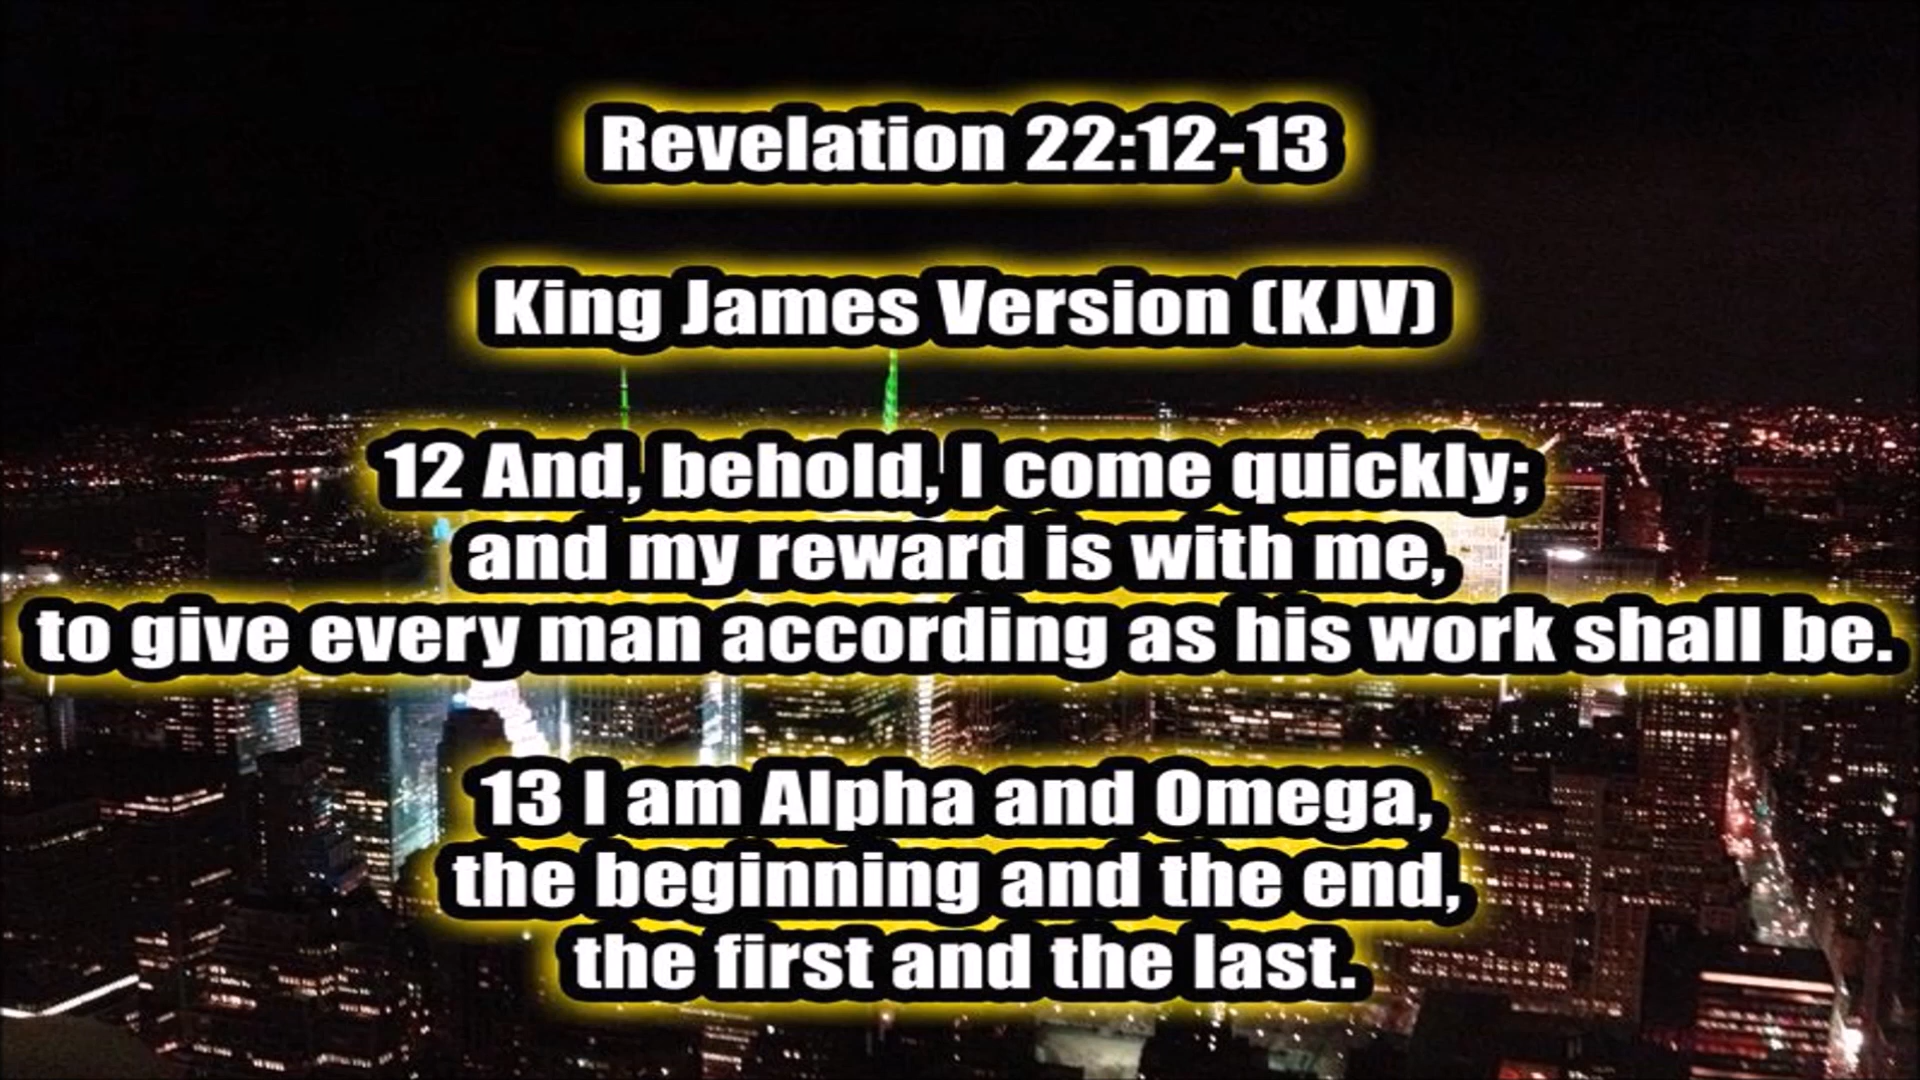 Revelation 22:12-13
King James Version (KJV)
12 And, behold, I come quickly;
and my reward is with me,
to give every man according as his work shall be.
13 I am Alpha and Omega,
the beginning and the end,
the first and the last.